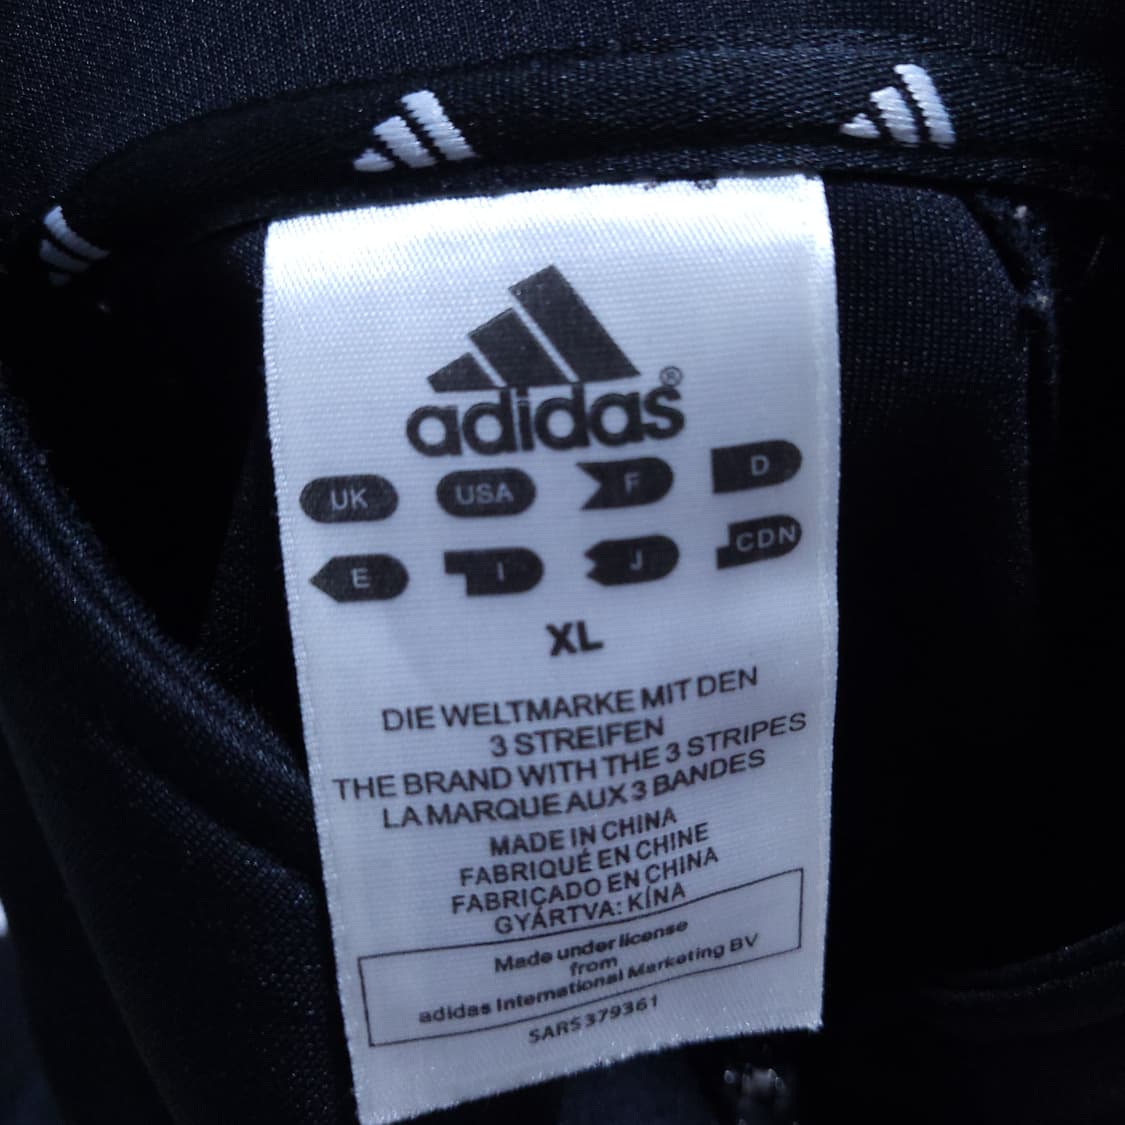 adidas®
UK USA F D
E I J CDN
XL
DIE WELTMARKE MIT DEN
3 STREIFEN
THE BRAND WITH THE 3 STRIPES
LA MARQUE AUX 3 BANDES
MADE IN CHINA
FABRIQUÉ EN CHINE
FABRICADO EN CHINA
GYÁRTVA: KÍNA
Made under license
from
adidas International Marketing BV
SARS379361